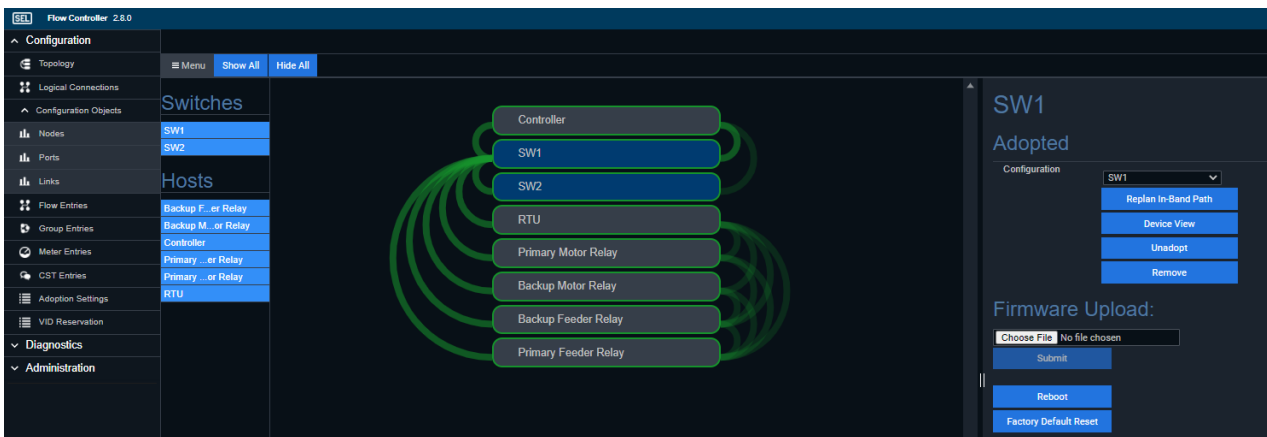 SEL Flow Controller 2.8.0
Configuration
Topology
Logical Connections
Configuration Objects
Nodes
Ports
Links
Flow Entries
Group Entries
Meter Entries
CST Entries
Adoption Settings
VID Reservation
Diagnostics
Administration
≡ Menu Show All Hide All
Switches
SW1
SW2
Hosts
Backup F...er Relay
Backup M...or Relay
Controller
Primary ...er Relay
Primary ...or Relay
RTU
Controller
SW1
SW2
RTU
Primary Motor Relay
Backup Motor Relay
Backup Feeder Relay
Primary Feeder Relay
SW1
Adopted
Configuration SW1
Replan In-Band Path
Device View
Unadopt
Remove
Firmware Upload:
Choose File No file chosen
Submit
Reboot
Factory Default Reset